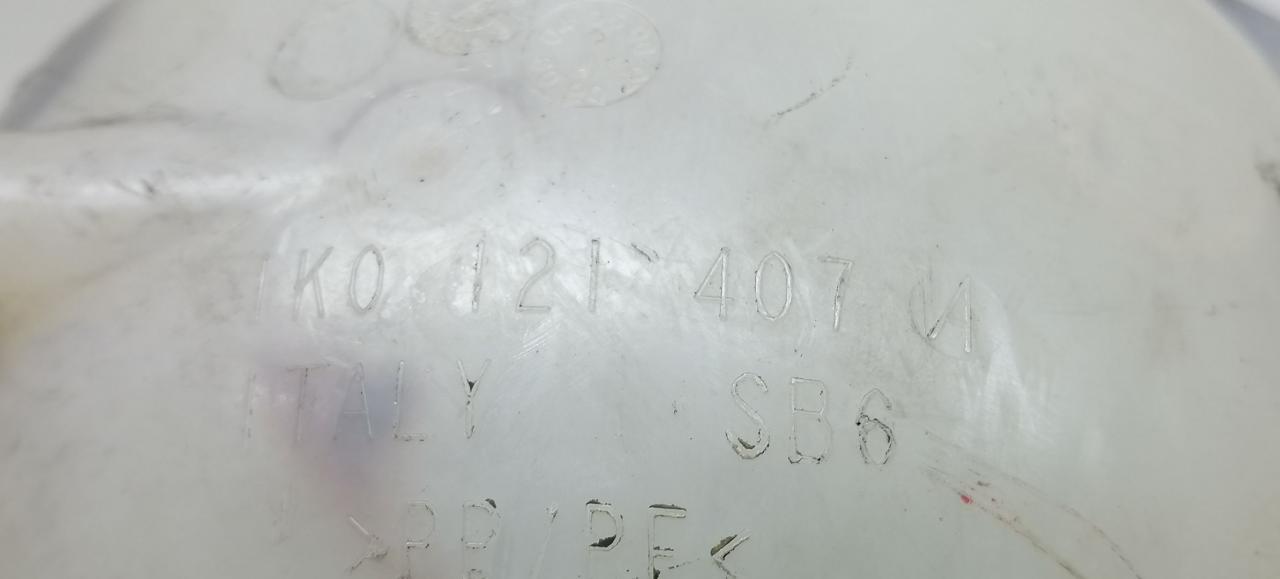 1K0 121 407 A
ITALY SB6
>PP/PE<